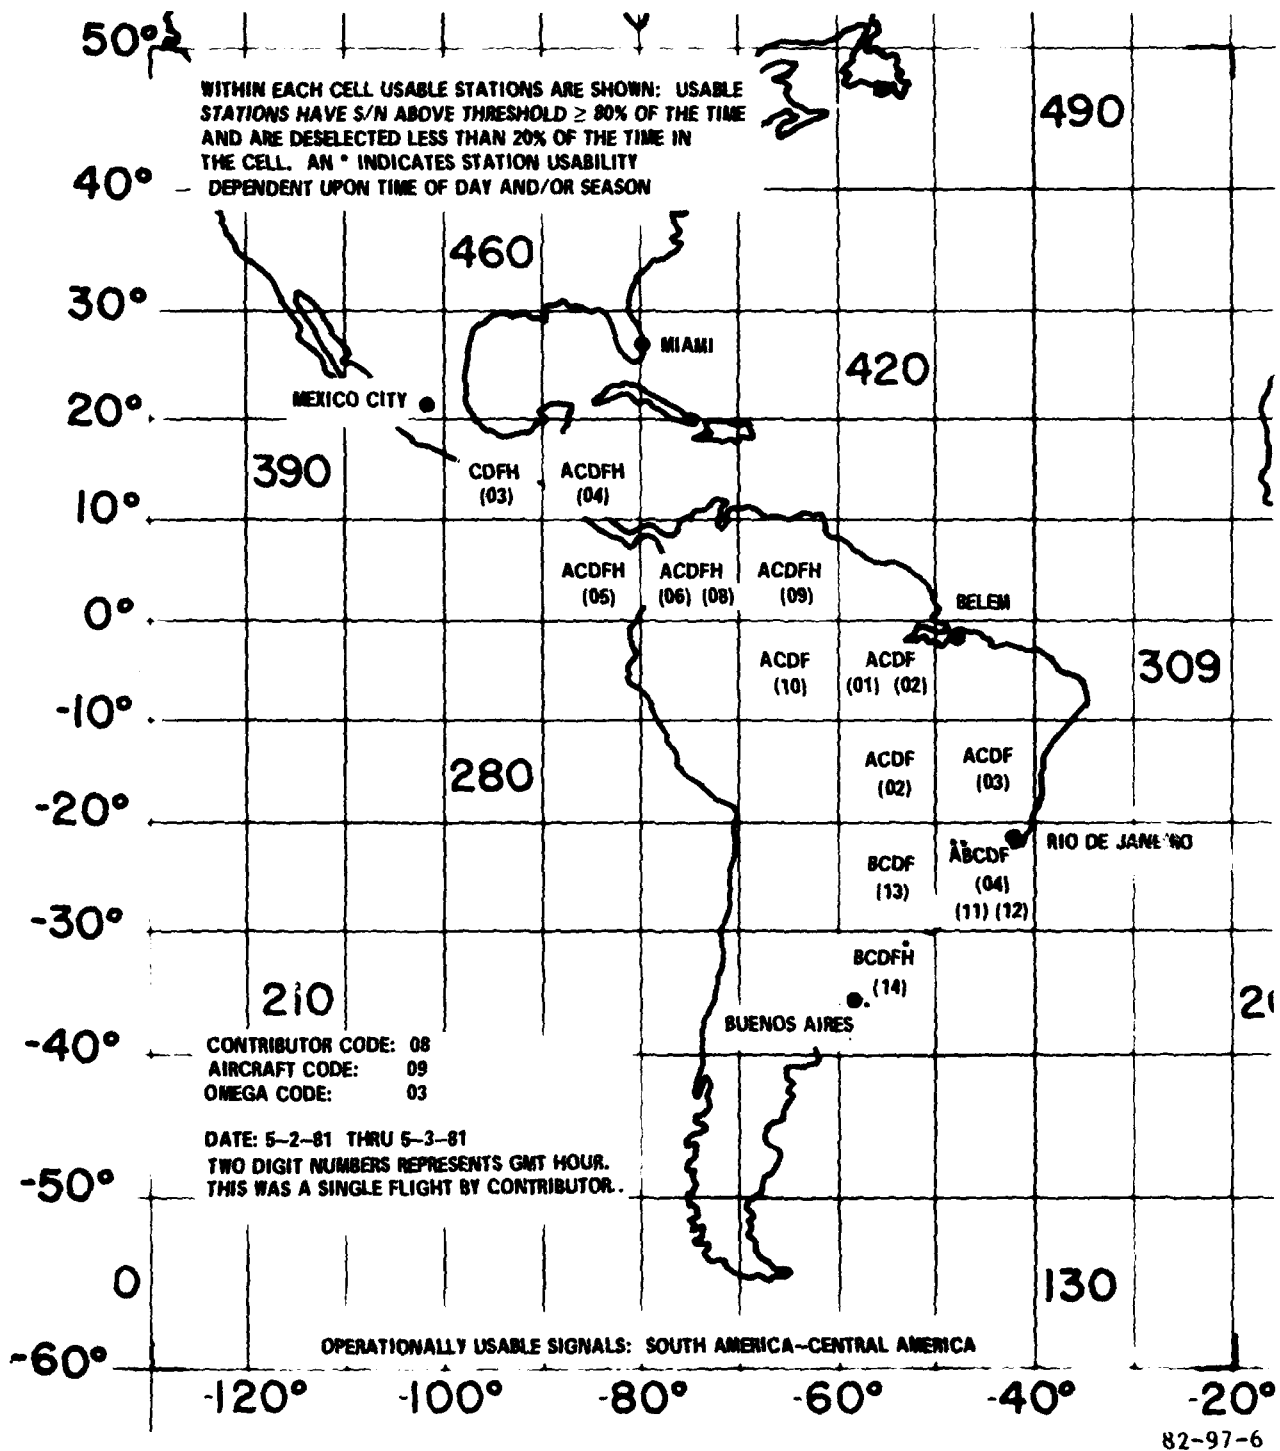 50°
WITHIN EACH CELL USABLE STATIONS ARE SHOWN: USABLE
STATIONS HAVE S/N ABOVE THRESHOLD ≥ 80% OF THE TIME
AND ARE DESELECTED LESS THAN 20% OF THE TIME IN
THE CELL. AN * INDICATES STATION USABILITY
DEPENDENT UPON TIME OF DAY AND/OR SEASON
490
40°
460
30°
MIAMI
420
MEXICO CITY
20°
390
CDFH
(03)
ACDFH
(04)
10°
ACDFH
(05)
ACDFH
(06) (08)
ACDFH
(09)
0°
BELEM
ACDF
(10)
ACDF
(01) (02)
309
-10°
280
ACDF
(02)
ACDF
(03)
-20°
RIO DE JANE RO
BCDF
(13)
ABCDF
(04)
(11) (12)
-30°
BCDFH
(14)
210
BUENOS AIRES
-40°
CONTRIBUTOR CODE: 08
AIRCRAFT CODE: 09
OMEGA CODE: 03
DATE: 5-2-81 THRU 5-3-81
TWO DIGIT NUMBERS REPRESENTS GMT HOUR.
THIS WAS A SINGLE FLIGHT BY CONTRIBUTOR..
-50°
0
130
OPERATIONALLY USABLE SIGNALS: SOUTH AMERICA-CENTRAL AMERICA
-60°
-120° -100° -80° -60° -40° -20°
82-97-6